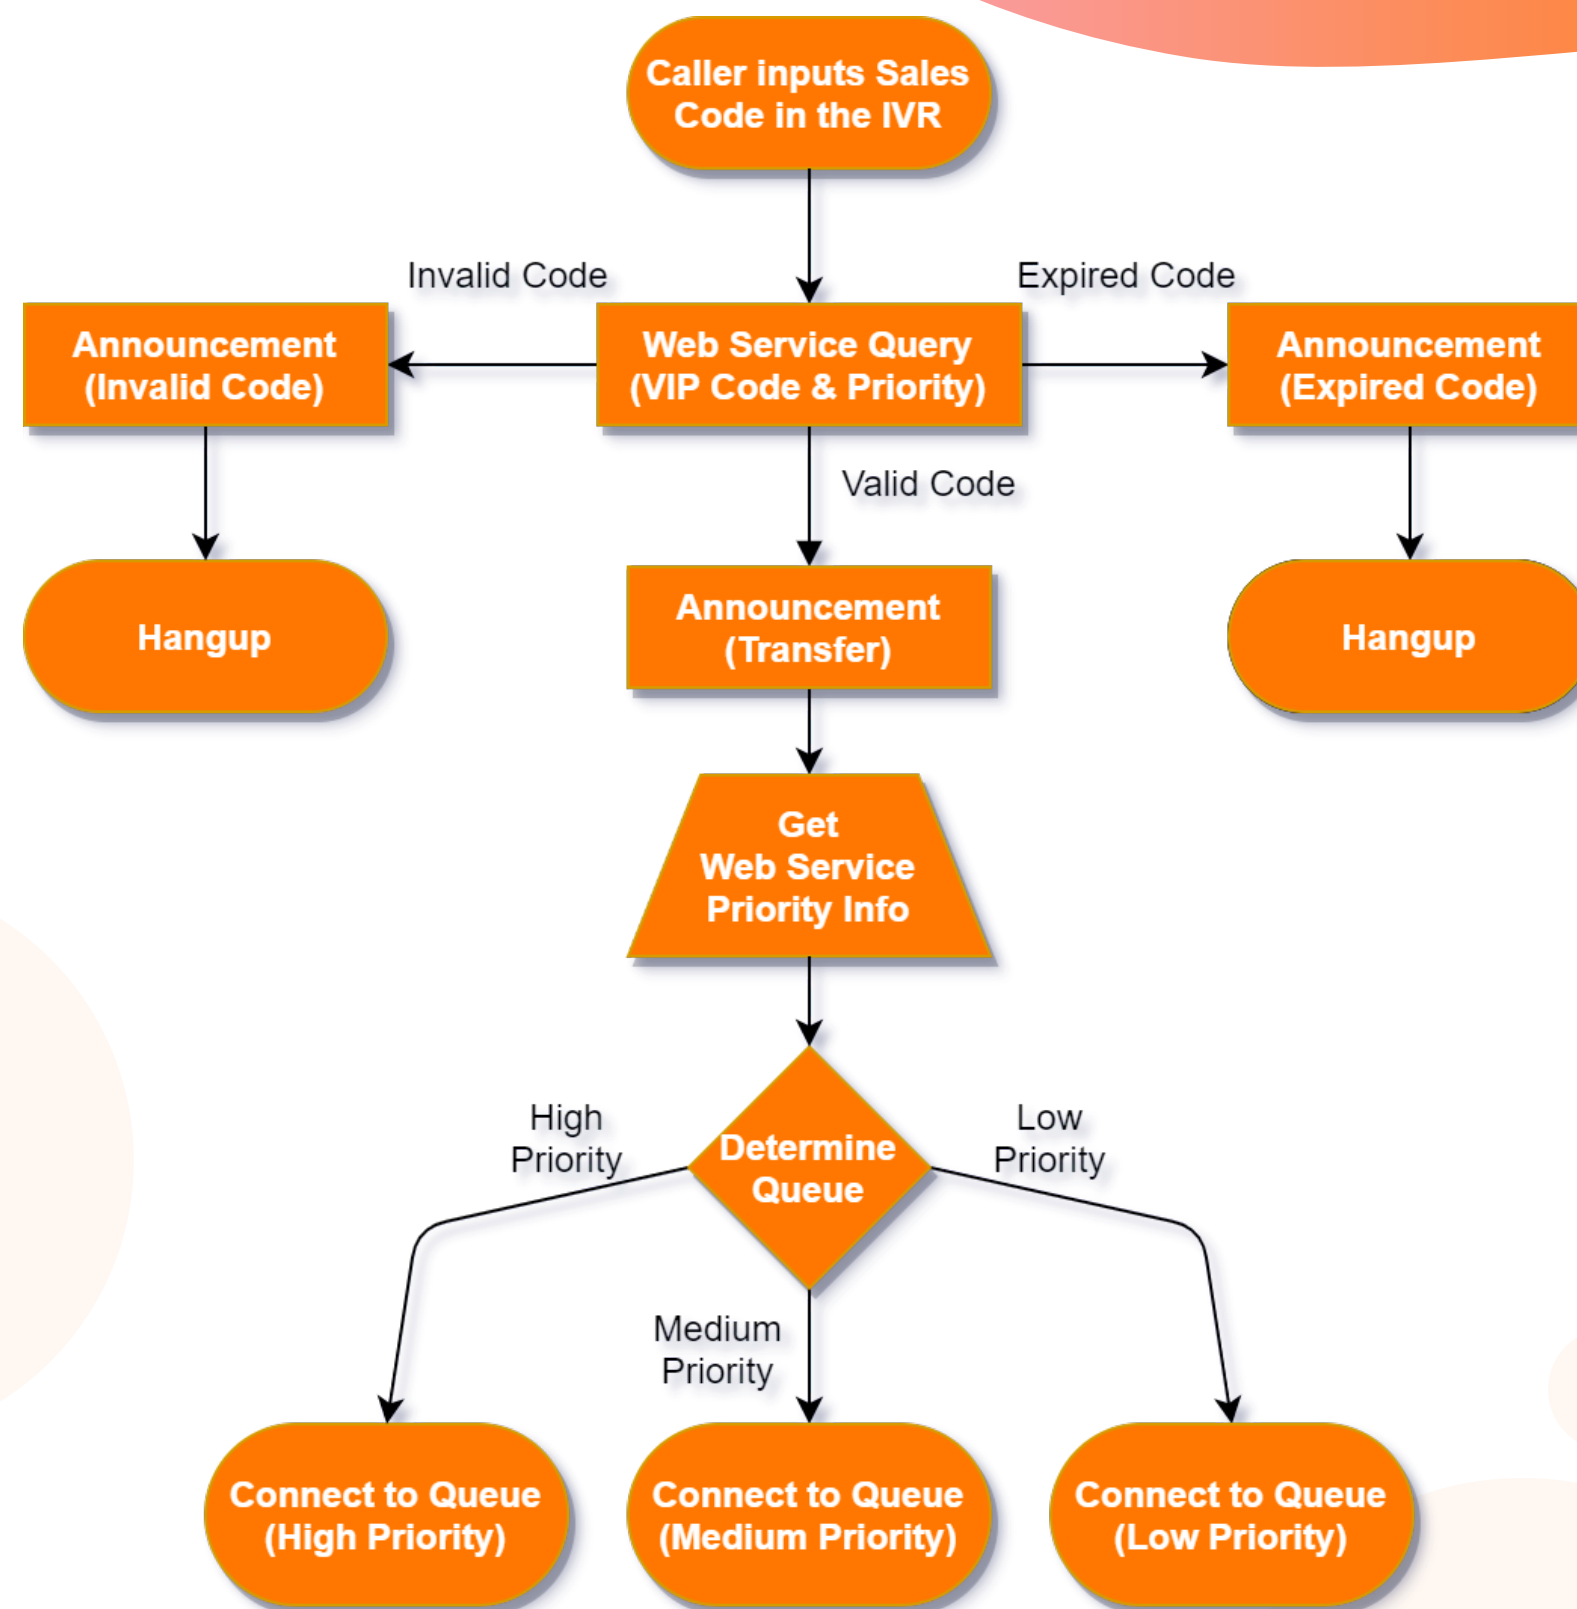 Caller inputs Sales
Code in the IVR
Invalid Code
Expired Code
Announcement
(Invalid Code)
Web Service Query
(VIP Code & Priority)
Announcement
(Expired Code)
Valid Code
Hangup
Announcement
(Transfer)
Hangup
Get
Web Service
Priority Info
High
Priority
Determine
Queue
Low
Priority
Medium
Priority
Connect to Queue
(High Priority)
Connect to Queue
(Medium Priority)
Connect to Queue
(Low Priority)